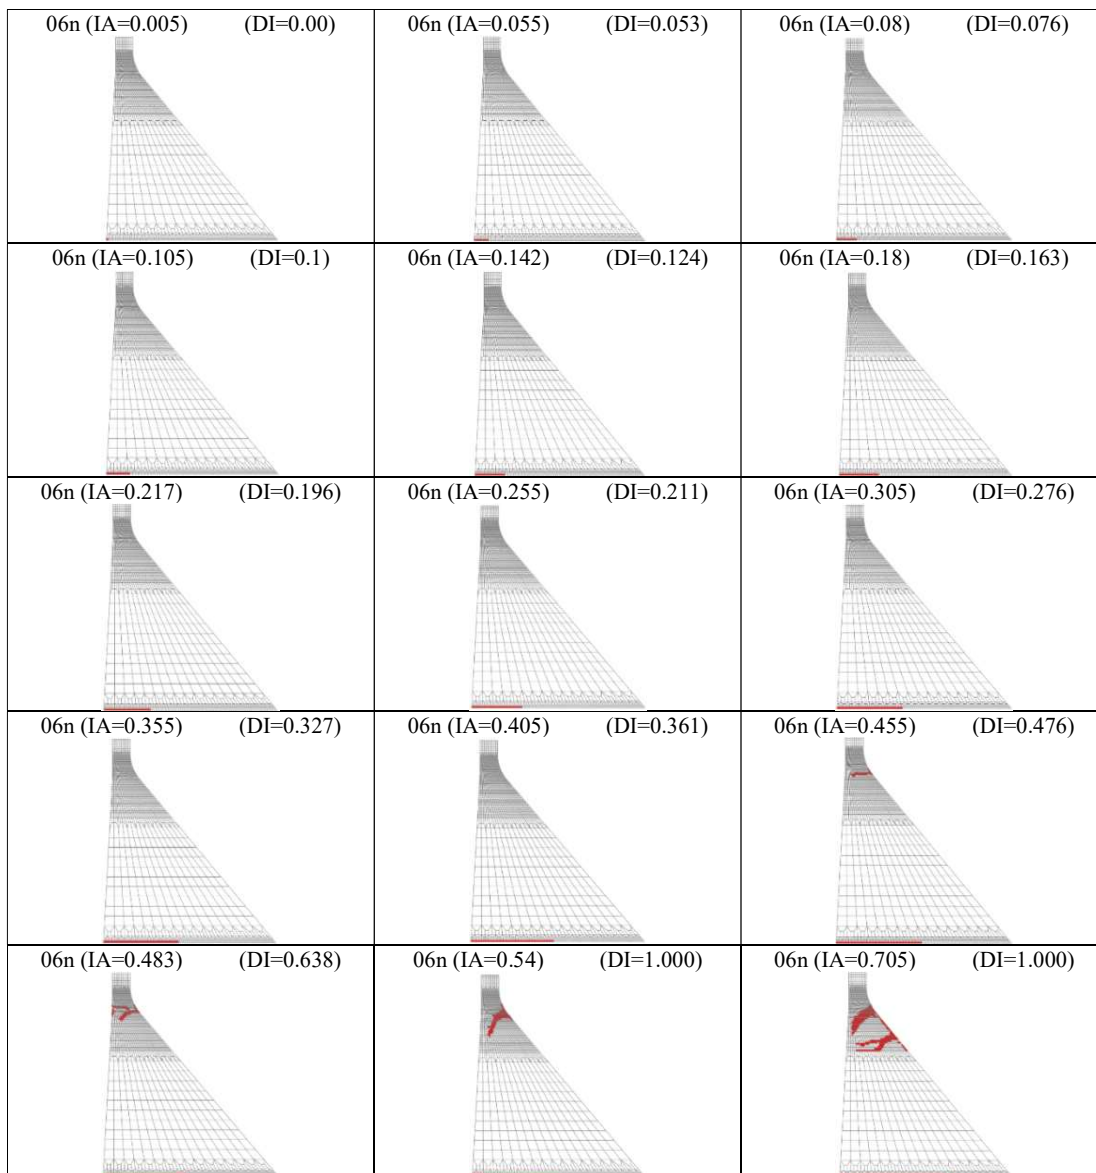 06n (IA=0.005) (DI=0.00)
06n (IA=0.055) (DI=0.053)
06n (IA=0.08) (DI=0.076)
06n (IA=0.105) (DI=0.1)
06n (IA=0.142) (DI=0.124)
06n (IA=0.18) (DI=0.163)
06n (IA=0.217) (DI=0.196)
06n (IA=0.255) (DI=0.211)
06n (IA=0.305) (DI=0.276)
06n (IA=0.355) (DI=0.327)
06n (IA=0.405) (DI=0.361)
06n (IA=0.455) (DI=0.476)
06n (IA=0.483) (DI=0.638)
06n (IA=0.54) (DI=1.000)
06n (IA=0.705) (DI=1.000)